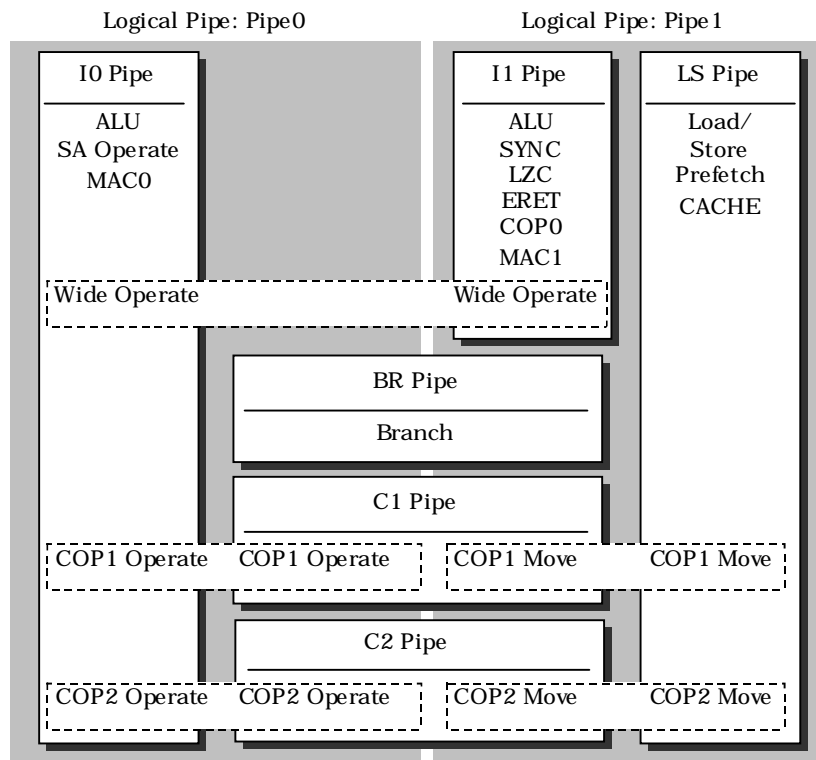 Logical Pipe: Pipe0
Logical Pipe: Pipe1
I0 Pipe
ALU
SA Operate
MAC0
I1 Pipe
ALU
SYNC
LZC
ERET
COP0
MAC1
LS Pipe
Load/
Store
Prefetch
CACHE
Wide Operate
Wide Operate
BR Pipe
Branch
C1 Pipe
COP1 Operate
COP1 Operate
COP1 Move
COP1 Move
C2 Pipe
COP2 Operate
COP2 Operate
COP2 Move
COP2 Move